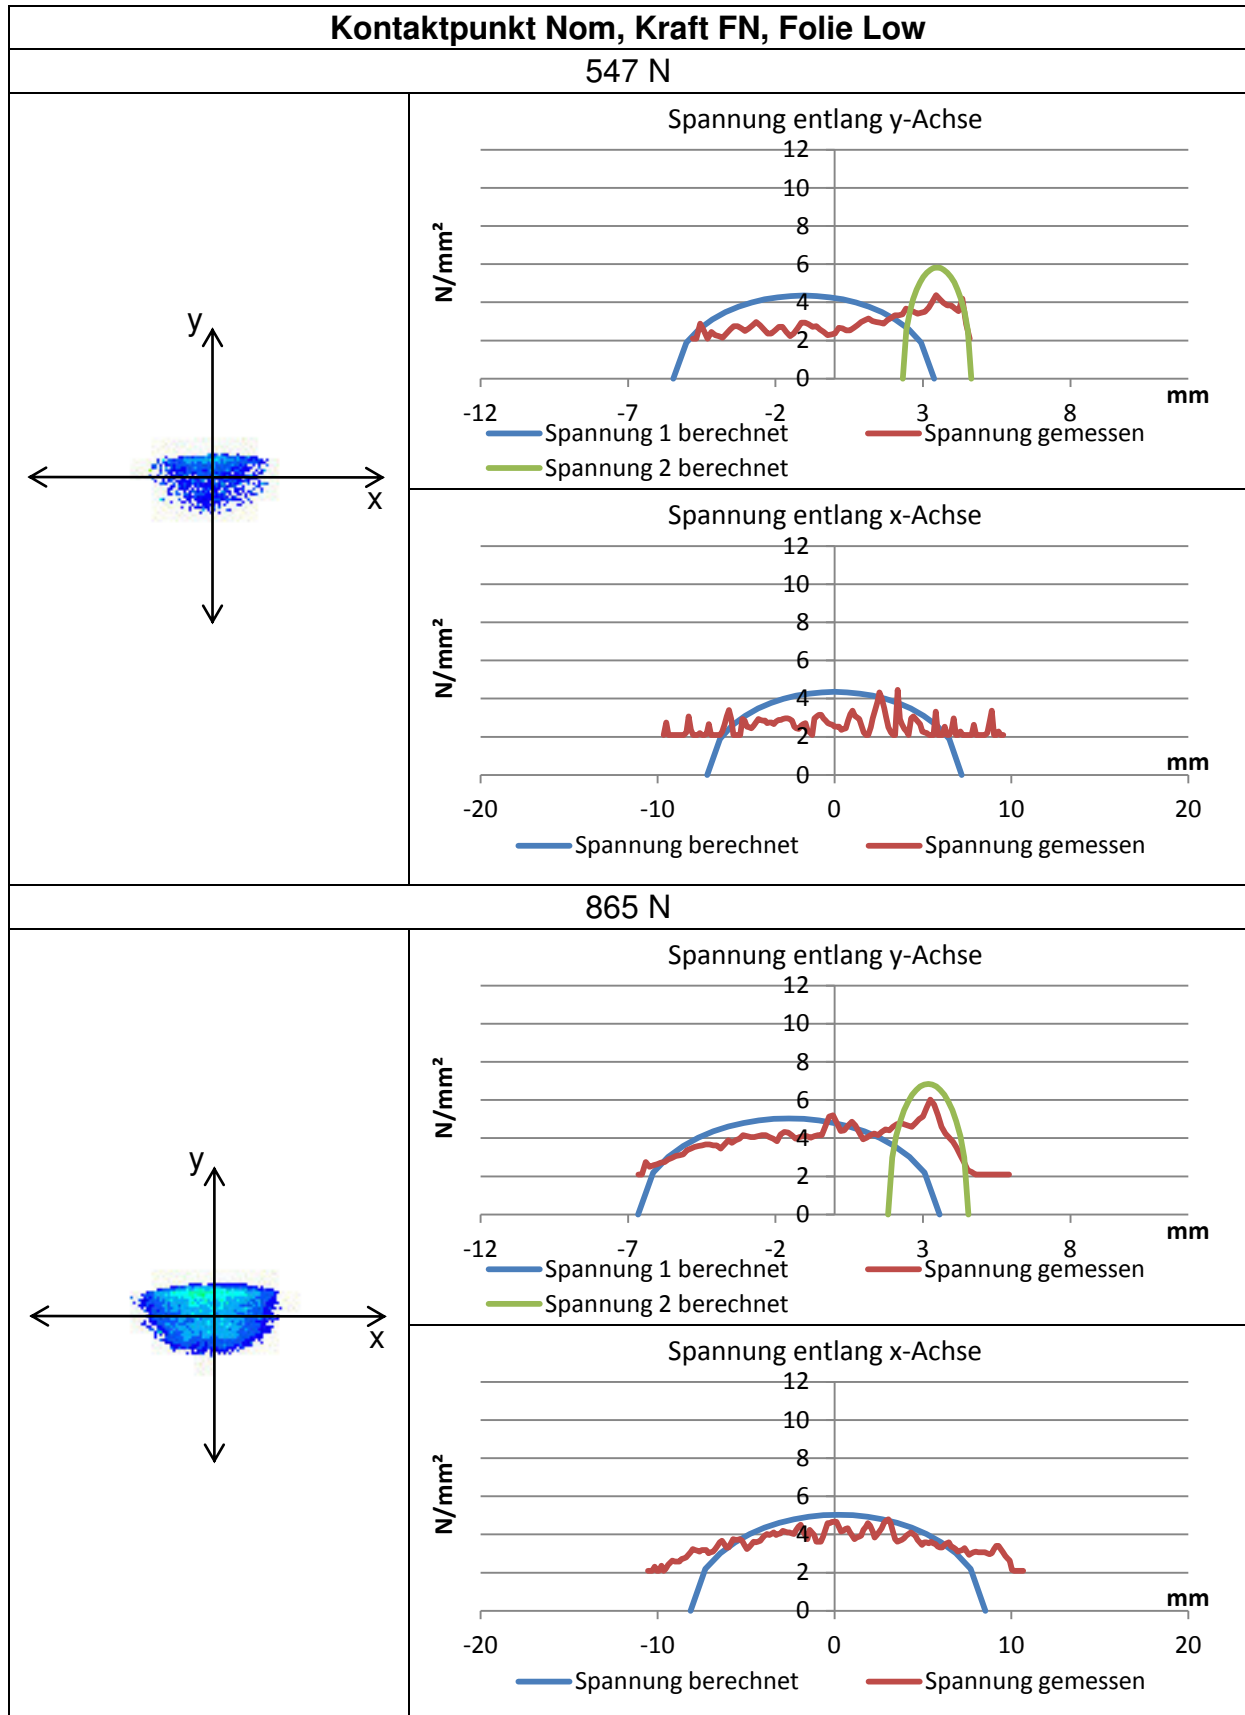 Kontaktpunkt Nom, Kraft FN, Folie Low
547 N
y
x
Spannung entlang y-Achse
N/mm²
12
10
8
6
4
2
0
-12 -7 -2 3 8
mm
Spannung 1 berechnet Spannung gemessen
Spannung 2 berechnet
Spannung entlang x-Achse
N/mm²
12
10
8
6
4
2
0
mm
-20 -10 0 10 20
Spannung berechnet Spannung gemessen
865 N
y
x
Spannung entlang y-Achse
N/mm²
12
10
8
6
4
2
0
-12 -7 -2 3 8
mm
Spannung 1 berechnet Spannung gemessen
Spannung 2 berechnet
Spannung entlang x-Achse
N/mm²
12
10
8
6
4
2
0
mm
-20 -10 0 10 20
Spannung berechnet Spannung gemessen